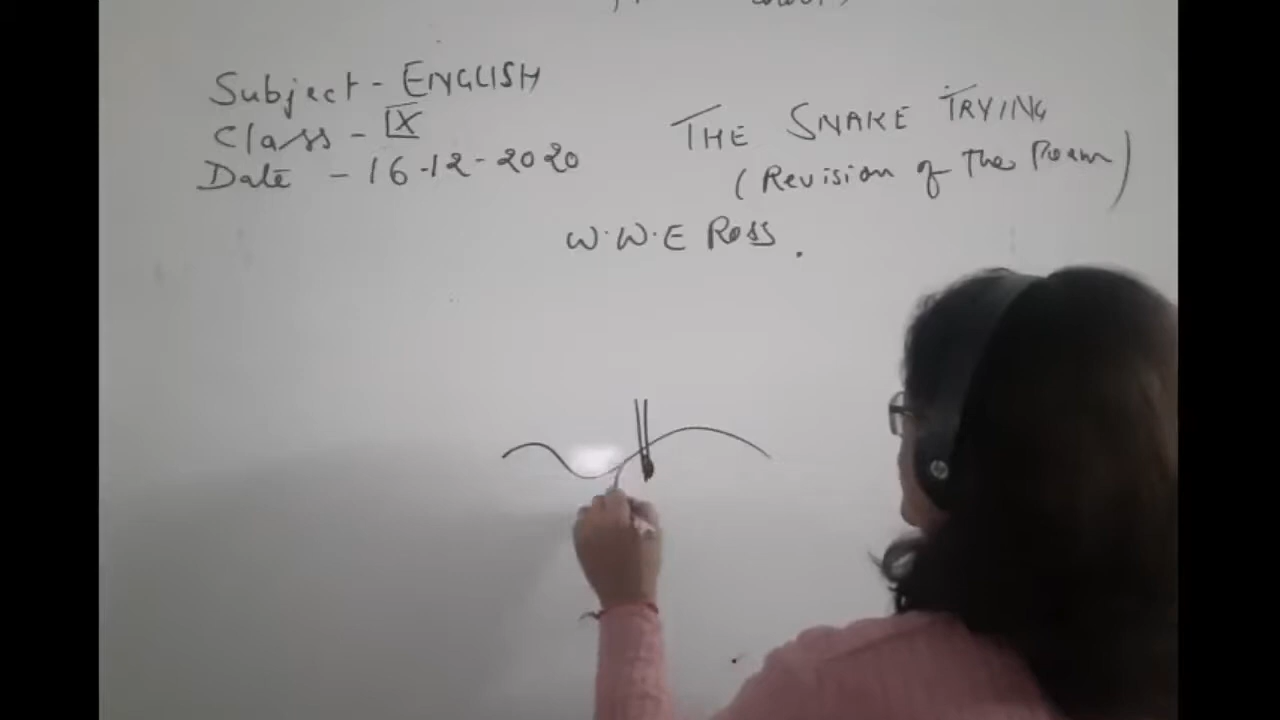 Subject - ENGLISH
Class - IX
Date - 16-12-2020
THE SNAKE TRYING
(Revision of the Poem)
W.W.E Ross.